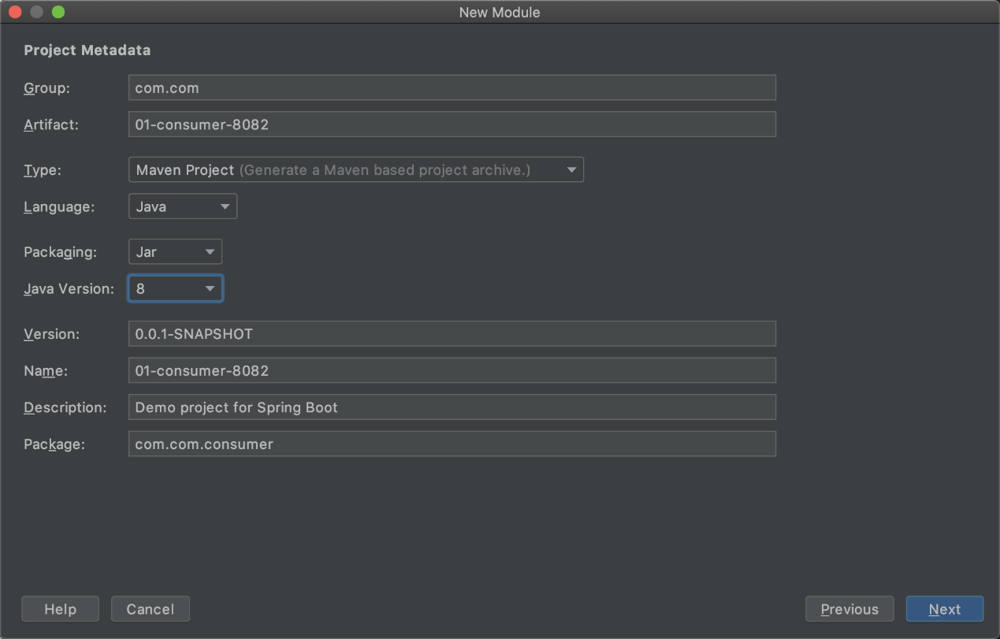 New Module
Project Metadata
Group: com.com
Artifact: 01-consumer-8082
Type: Maven Project (Generate a Maven based project archive.)
Language: Java
Packaging: Jar
Java Version: 8
Version: 0.0.1-SNAPSHOT
Name: 01-consumer-8082
Description: Demo project for Spring Boot
Package: com.com.consumer
Help Cancel Previous Next